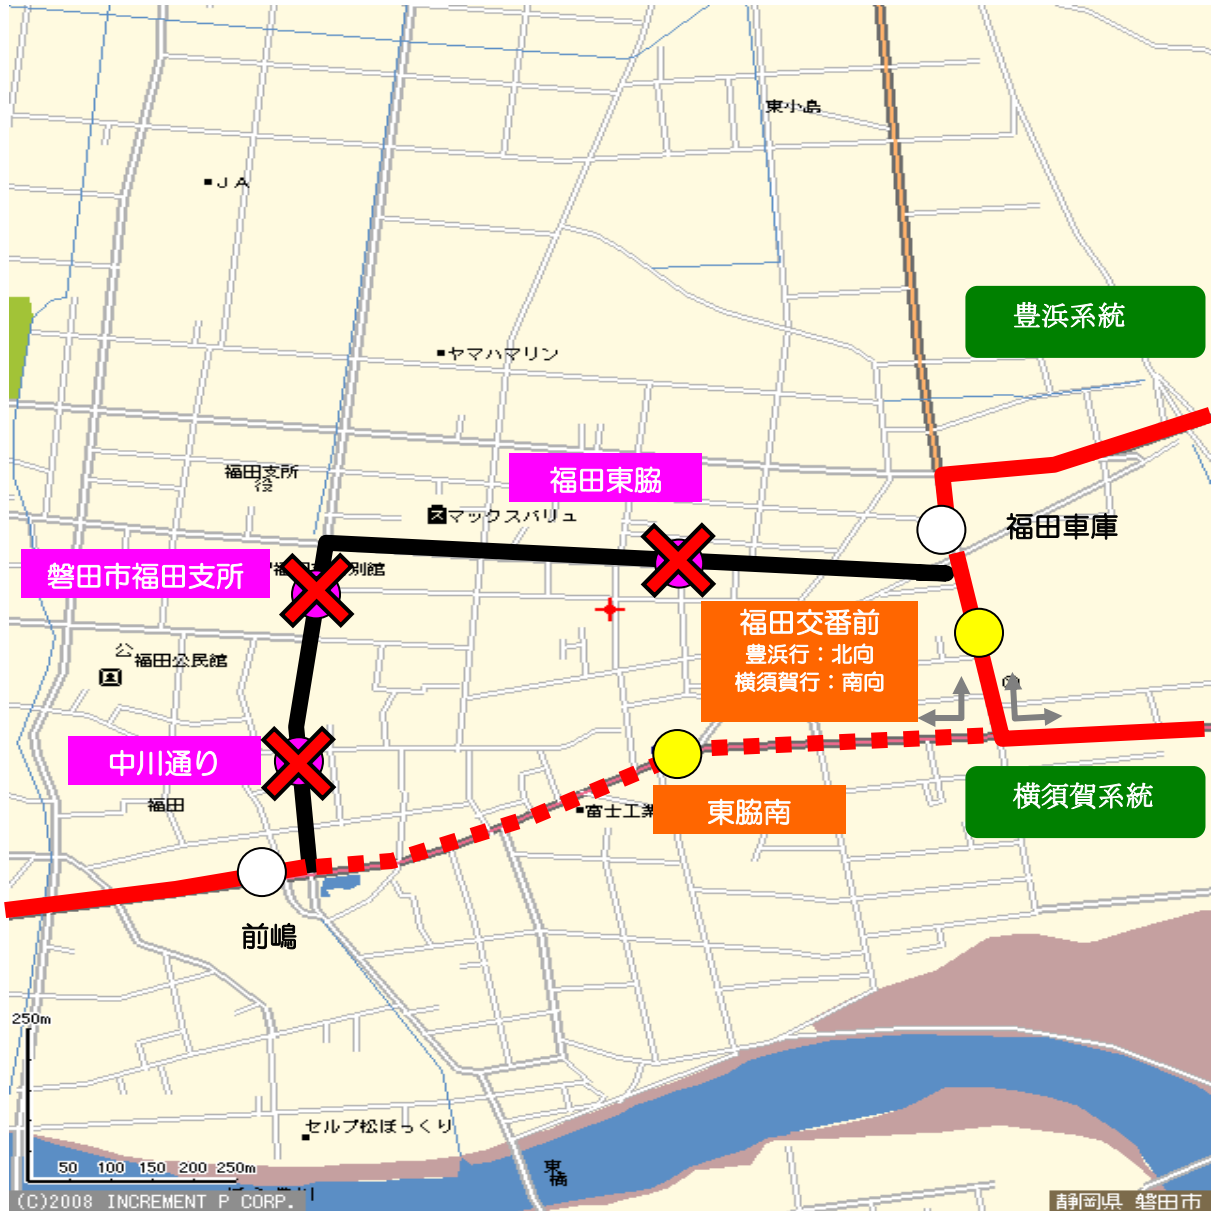 東小島
JA
豊浜系統
ヤマハマリン
福田東脇
福田支所
役
マックスバリュ
福田車庫
磐田市福田支所
別館
福田交番前
豊浜行:北向
横須賀行:南向
公
福田公民館
中川通り
福田
富士工業
東脇南
横須賀系統
前嶋
250m
セルプ松ぼっくり
50 100 150 200 250m
東
橋
(C)2008 INCREMENT P CORP.
静岡県 磐田市